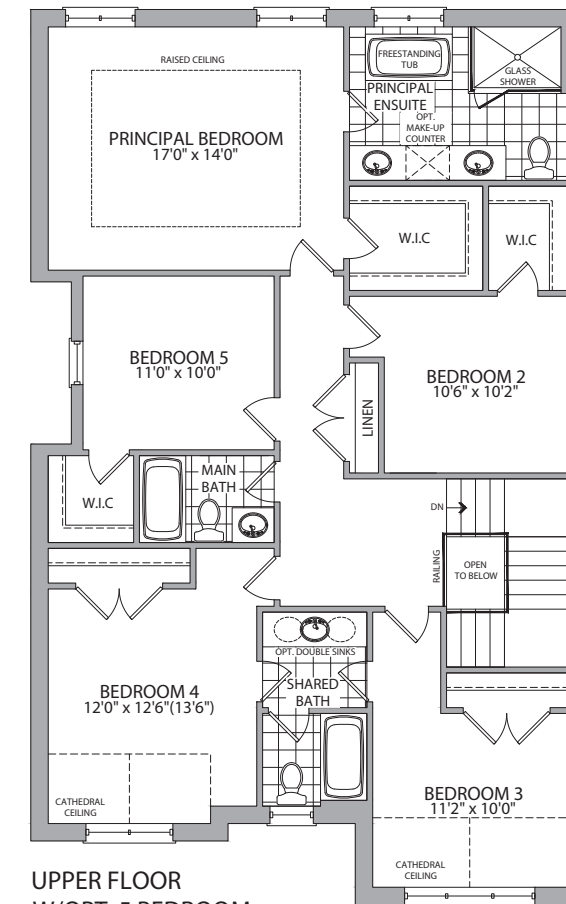 RAISED CEILING
PRINCIPAL BEDROOM
17'0" x 14'0"
FREESTANDING
TUB
GLASS
SHOWER
PRINCIPAL
ENSUITE
OPT.
MAKE-UP
COUNTER
W.I.C
W.I.C
BEDROOM 5
11'0" x 10'0"
BEDROOM 2
10'6" x 10'2"
LINEN
MAIN
BATH
W.I.C
DN
RAILING
OPEN
TO BELOW
OPT. DOUBLE SINKS
SHARED
BATH
BEDROOM 4
12'0" x 12'6"(13'6")
CATHEDRAL
CEILING
BEDROOM 3
11'2" x 10'0"
CATHEDRAL
CEILING
UPPER FLOOR
W/OPT. 5 BEDROOM